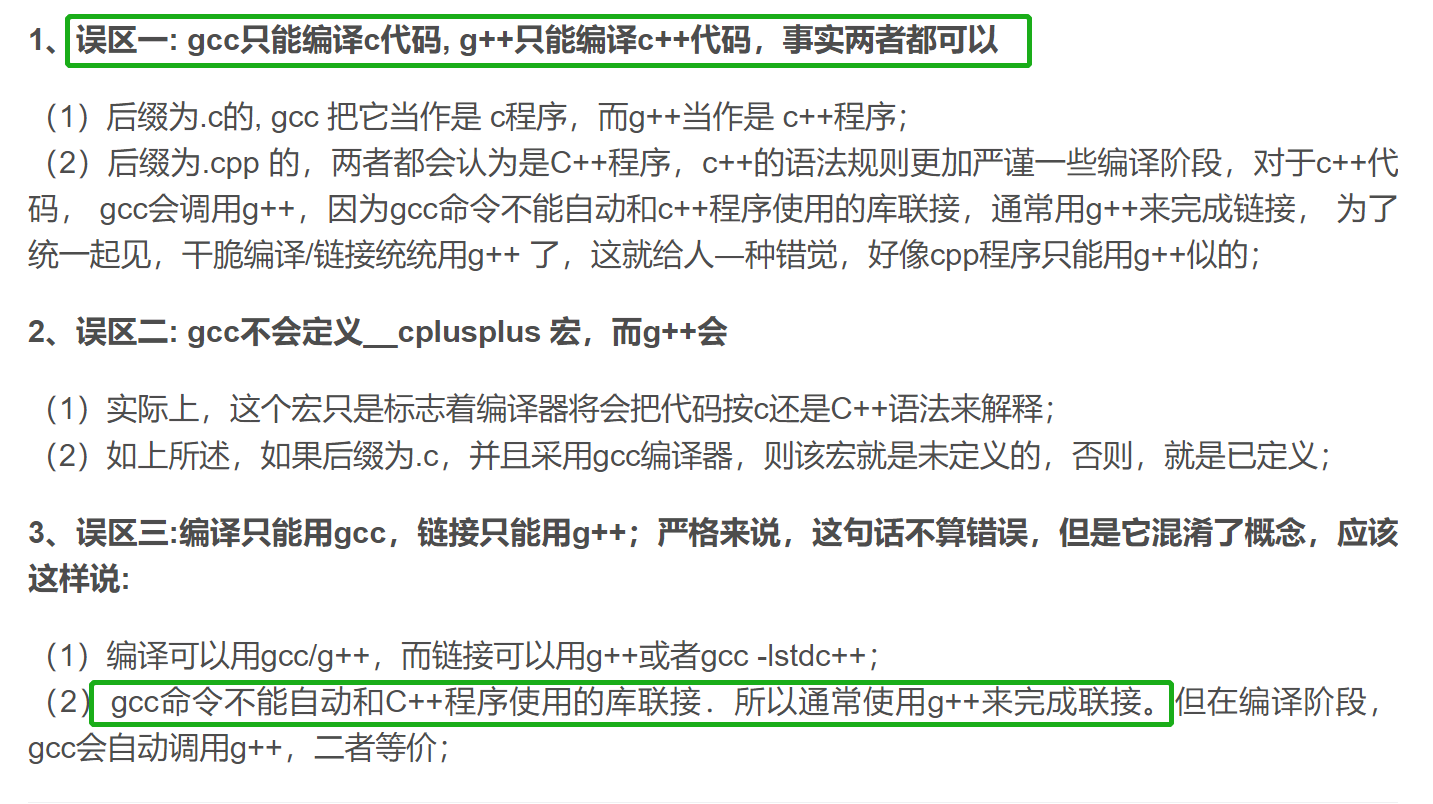 1、误区一: gcc只能编译c代码, g++只能编译c++代码，事实两者都可以
（1）后缀为.c的, gcc 把它当作是 c程序，而g++当作是 c++程序；
（2）后缀为.cpp 的，两者都会认为是C++程序，c++的语法规则更加严谨一些编译阶段，对于c++代
码， gcc会调用g++，因为gcc命令不能自动和c++程序使用的库联接，通常用g++来完成链接， 为了
统一起见，干脆编译/链接统统用g++ 了，这就给人—种错觉，好像cpp程序只能用g++似的；
2、误区二: gcc不会定义__cplusplus 宏，而g++会
（1）实际上，这个宏只是标志着编译器将会把代码按c还是C++语法来解释；
（2）如上所述，如果后缀为.c，并且采用gcc编译器，则该宏就是未定义的，否则，就是已定义；
3、误区三:编译只能用gcc，链接只能用g++；严格来说，这句话不算错误，但是它混淆了概念，应该
这样说:
（1）编译可以用gcc/g++，而链接可以用g++或者gcc -lstdc++；
（2）gcc命令不能自动和C++程序使用的库联接．所以通常使用g++来完成联接。但在编译阶段，
gcc会自动调用g++，二者等价；